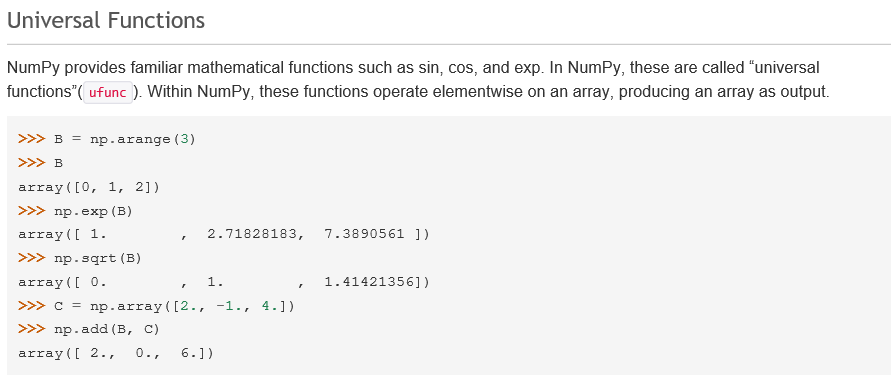 Universal Functions
NumPy provides familiar mathematical functions such as sin, cos, and exp. In NumPy, these are called “universal
functions”( ufunc ). Within NumPy, these functions operate elementwise on an array, producing an array as output.
>>> B = np.arange(3)
>>> B
array([0, 1, 2])
>>> np.exp(B)
array([ 1.        ,  2.71828183,  7.3890561 ])
>>> np.sqrt(B)
array([ 0.        ,  1.        ,  1.41421356])
>>> C = np.array([2., -1., 4.])
>>> np.add(B, C)
array([ 2.,  0.,  6.])